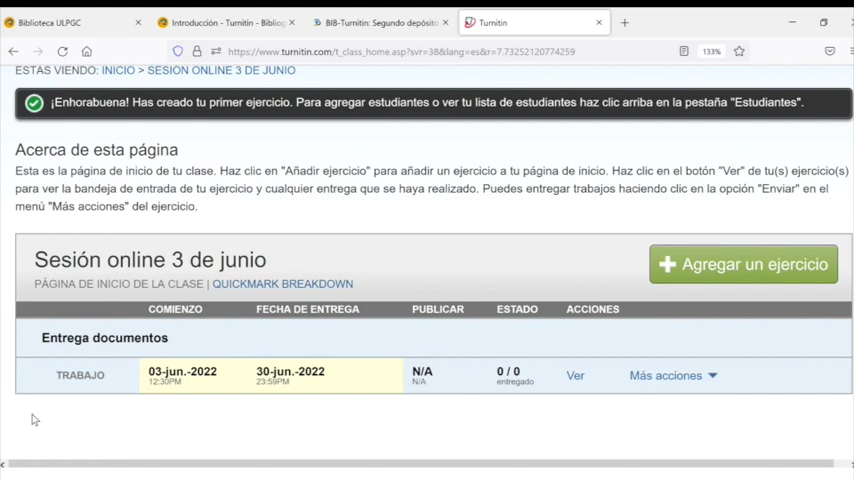 Biblioteca ULPGC
Introducción - Turnitin - Bibliog
BIB-Turnitin: Segundo depósito
Turnitin
https://www.turnitin.com/t_class_home.asp?svr=38&lang=es&r=7.73252120774259
133%
ESTÁS VIENDO: INICIO > SESION ONLINE 3 DE JUNIO
¡Enhorabuena! Has creado tu primer ejercicio. Para agregar estudiantes o ver tu lista de estudiantes haz clic arriba en la pestaña "Estudiantes".
Acerca de esta página
Esta es la página de inicio de tu clase. Haz clic en "Añadir ejercicio" para añadir un ejercicio a tu página de inicio. Haz clic en el botón "Ver" de tu(s) ejercicio(s)
para ver la bandeja de entrada de tu ejercicio y cualquier entrega que se haya realizado. Puedes entregar trabajos haciendo clic en la opción "Enviar" en el
menú "Más acciones" del ejercicio.
Sesión online 3 de junio
Agregar un ejercicio
PÁGINA DE INICIO DE LA CLASE | QUICKMARK BREAKDOWN
COMIENZO FECHA DE ENTREGA PUBLICAR ESTADO ACCIONES
Entrega documentos
TRABAJO 03-jun.-2022 30-jun.-2022 N/A 0 / 0 Ver Más acciones
12:30PM 23:59PM N/A entregado